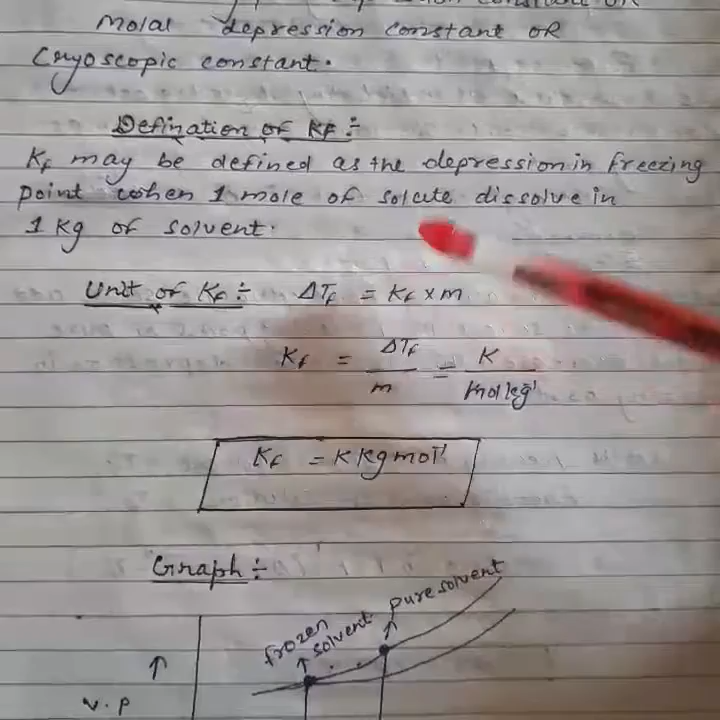 Molal depression constant OR
Cryoscopic constant.
Defination of Kf ÷
Kf may be defined as the depression in freezing
point when 1 mole of solute dissolve in
1 kg of solvent.
Unit of Kf ÷ ΔTf = Kf × m
Kf = ΔTf / m = K / mol kg⁻¹
Kf = K kg mol⁻¹
Graph ÷
frozen solvent
pure solvent
↑
V.P